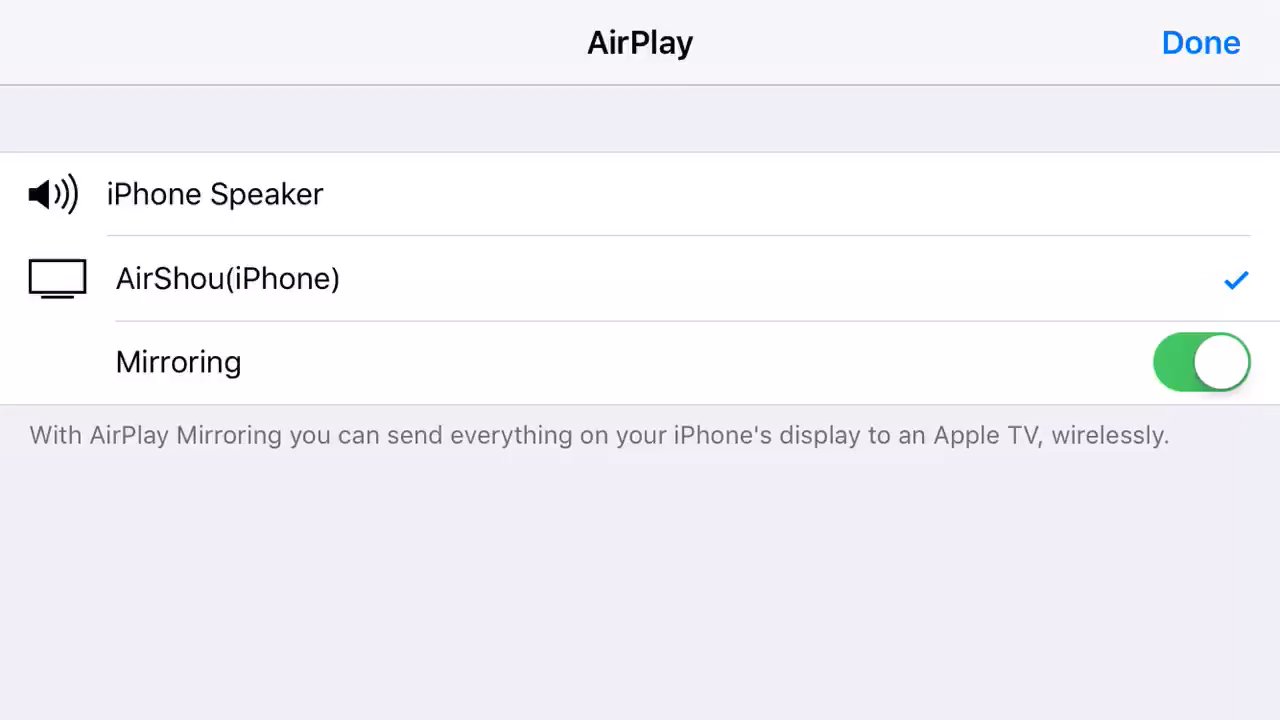 AirPlay
Done
iPhone Speaker
AirShou(iPhone)
Mirroring
With AirPlay Mirroring you can send everything on your iPhone's display to an Apple TV, wirelessly.